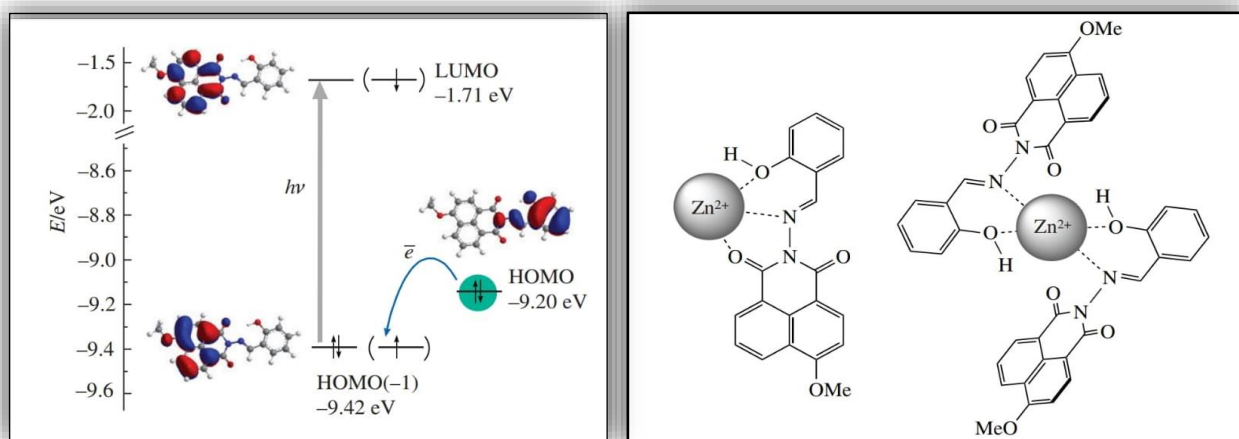 E/eV
–1.5
–2.0
–8.6
–8.8
–9.0
–9.2
–9.4
–9.6
hν
LUMO
–1.71 eV
e̅
HOMO
–9.20 eV
HOMO(–1)
–9.42 eV
H
O
Zn²⁺
N
O
N
O
OMe
OMe
O
N
O
N
H
O
Zn²⁺
O
H
N
O
N
O
MeO